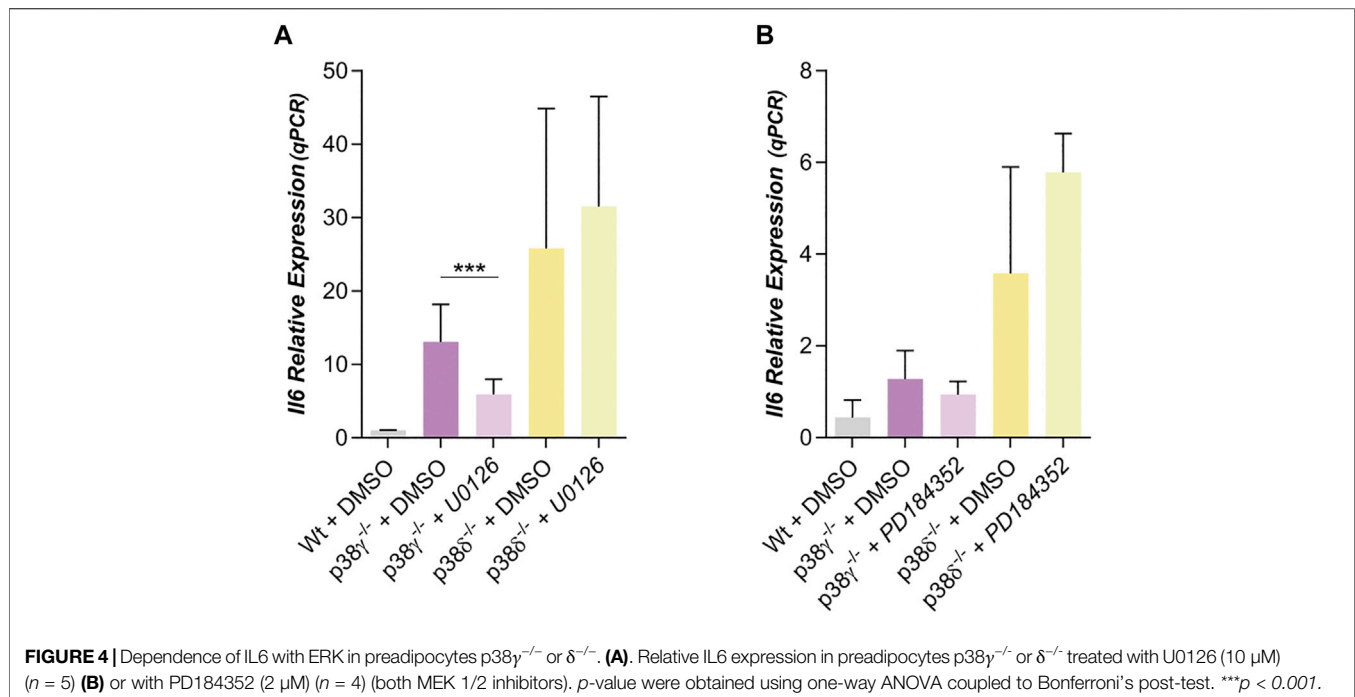 A
Il6 Relative Expression (qPCR)
50
40
30
20
10
0
***
Wt + DMSO
p38γ-/- + DMSO
p38γ-/- + U0126
p38δ-/- + DMSO
p38δ-/- + U0126
B
Il6 Relative Expression (qPCR)
8
6
4
2
0
Wt + DMSO
p38γ-/- + DMSO
p38γ-/- + PD184352
p38δ-/- + DMSO
p38δ-/- + PD184352
FIGURE 4 | Dependence of IL6 with ERK in preadipocytes p38γ−/− or δ−/−. (A). Relative IL6 expression in preadipocytes p38γ−/− or δ−/− treated with U0126 (10 μM)
(n = 5) (B) or with PD184352 (2 μM) (n = 4) (both MEK 1/2 inhibitors). p-value were obtained using one-way ANOVA coupled to Bonferroni's post-test. ***p < 0.001.